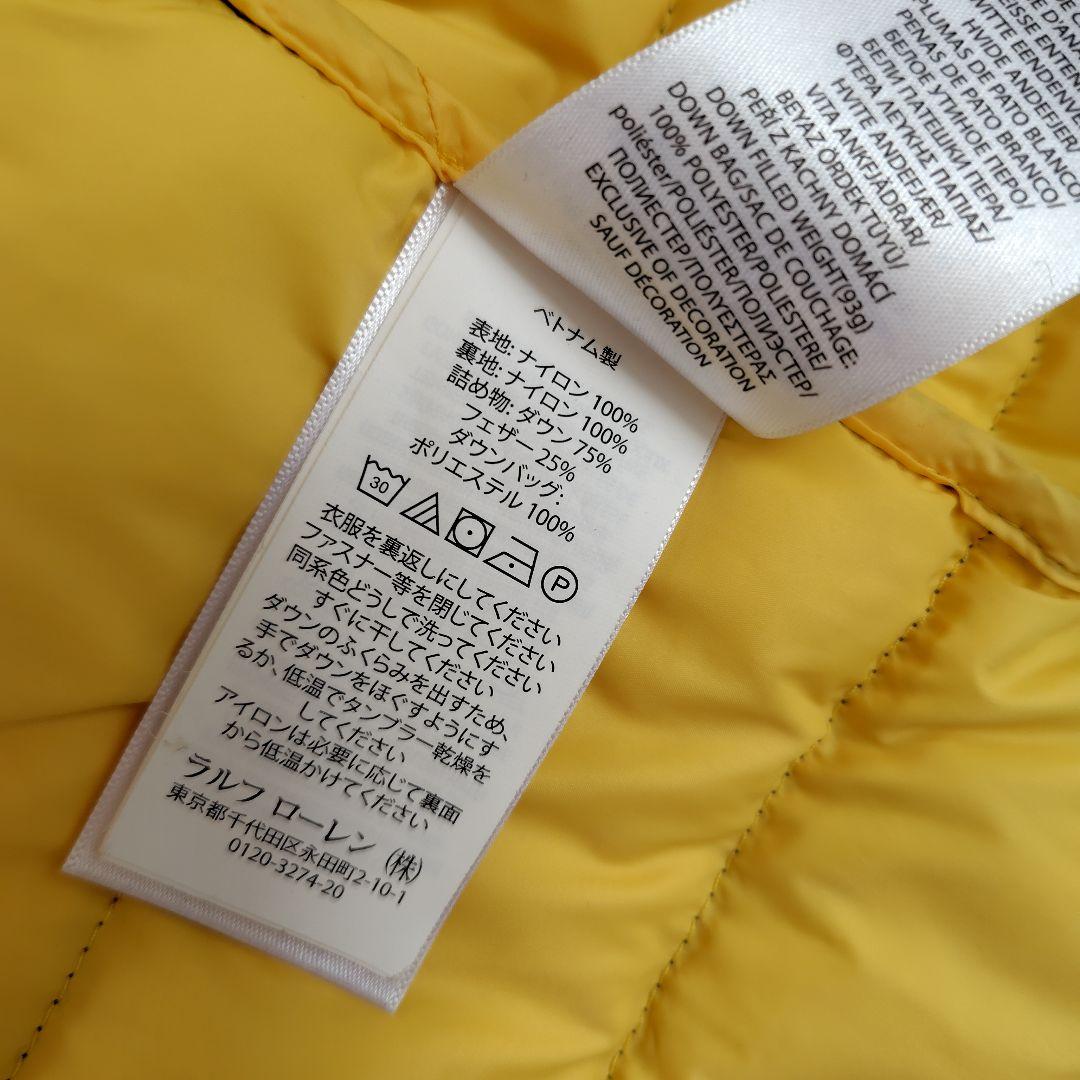 PLUMAS DE PATO BLANCO/
PENAS DE PATO BRANCO/
БЕЛОЕ УТИНОЕ ПЕРО/
БЕЛИ ПАТЕШКИ ПЕРА/
ΦΤΕΡΑ ΛΕΥΚΗΣ ΠΑΠΙΑΣ/
HVITE ANDEFJÆR/
VITA ANKFJÄDRAR/
BEYAZ ÖRDEK TÜYÜ/
PEŘÍ Z KACHNY DOMÁCÍ
DOWN FILLED WEIGHT(93g)
DOWN BAG/SAC DE COUCHAGE:
100% POLYESTER/POLIESTERE/
poliéster/POLIÉSTER/ПОЛИЭСТЕР/
ПОЛИЕСТЕР/ΠΟΛΥΕΣΤΕΡΑΣ
EXCLUSIVE OF DECORATION
SAUF DÉCORATION
ベトナム製
表地: ナイロン 100%
裏地: ナイロン 100%
詰め物: ダウン 75%
フェザー 25%
ダウンバッグ:
ポリエステル 100%
30
P
衣服を裏返しにしてください
ファスナー等を閉じてください
同系色どうしで洗ってください
すぐに干してください
ダウンのふくらみを出すため、
手でダウンをほぐすようにす
るか、低温でタンブラー乾燥を
してください
アイロンは必要に応じて裏面
から低温かけてください
ラルフ ローレン (株)
東京都千代田区永田町2-10-1
0120-3274-20